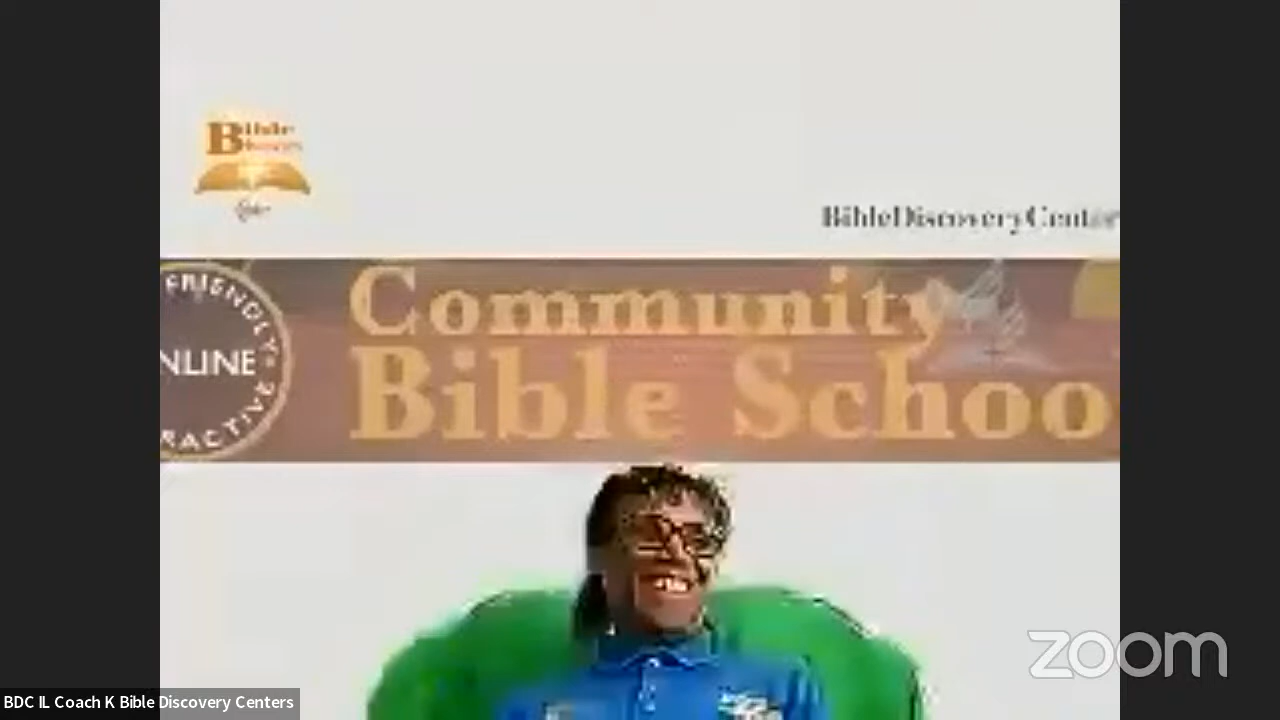 Bible
BibleDiscoveryCenter
FRIENDLY
NLINE
RACTIVE
Community
Bible Schoo
zoom
BDC IL Coach K Bible Discovery Centers